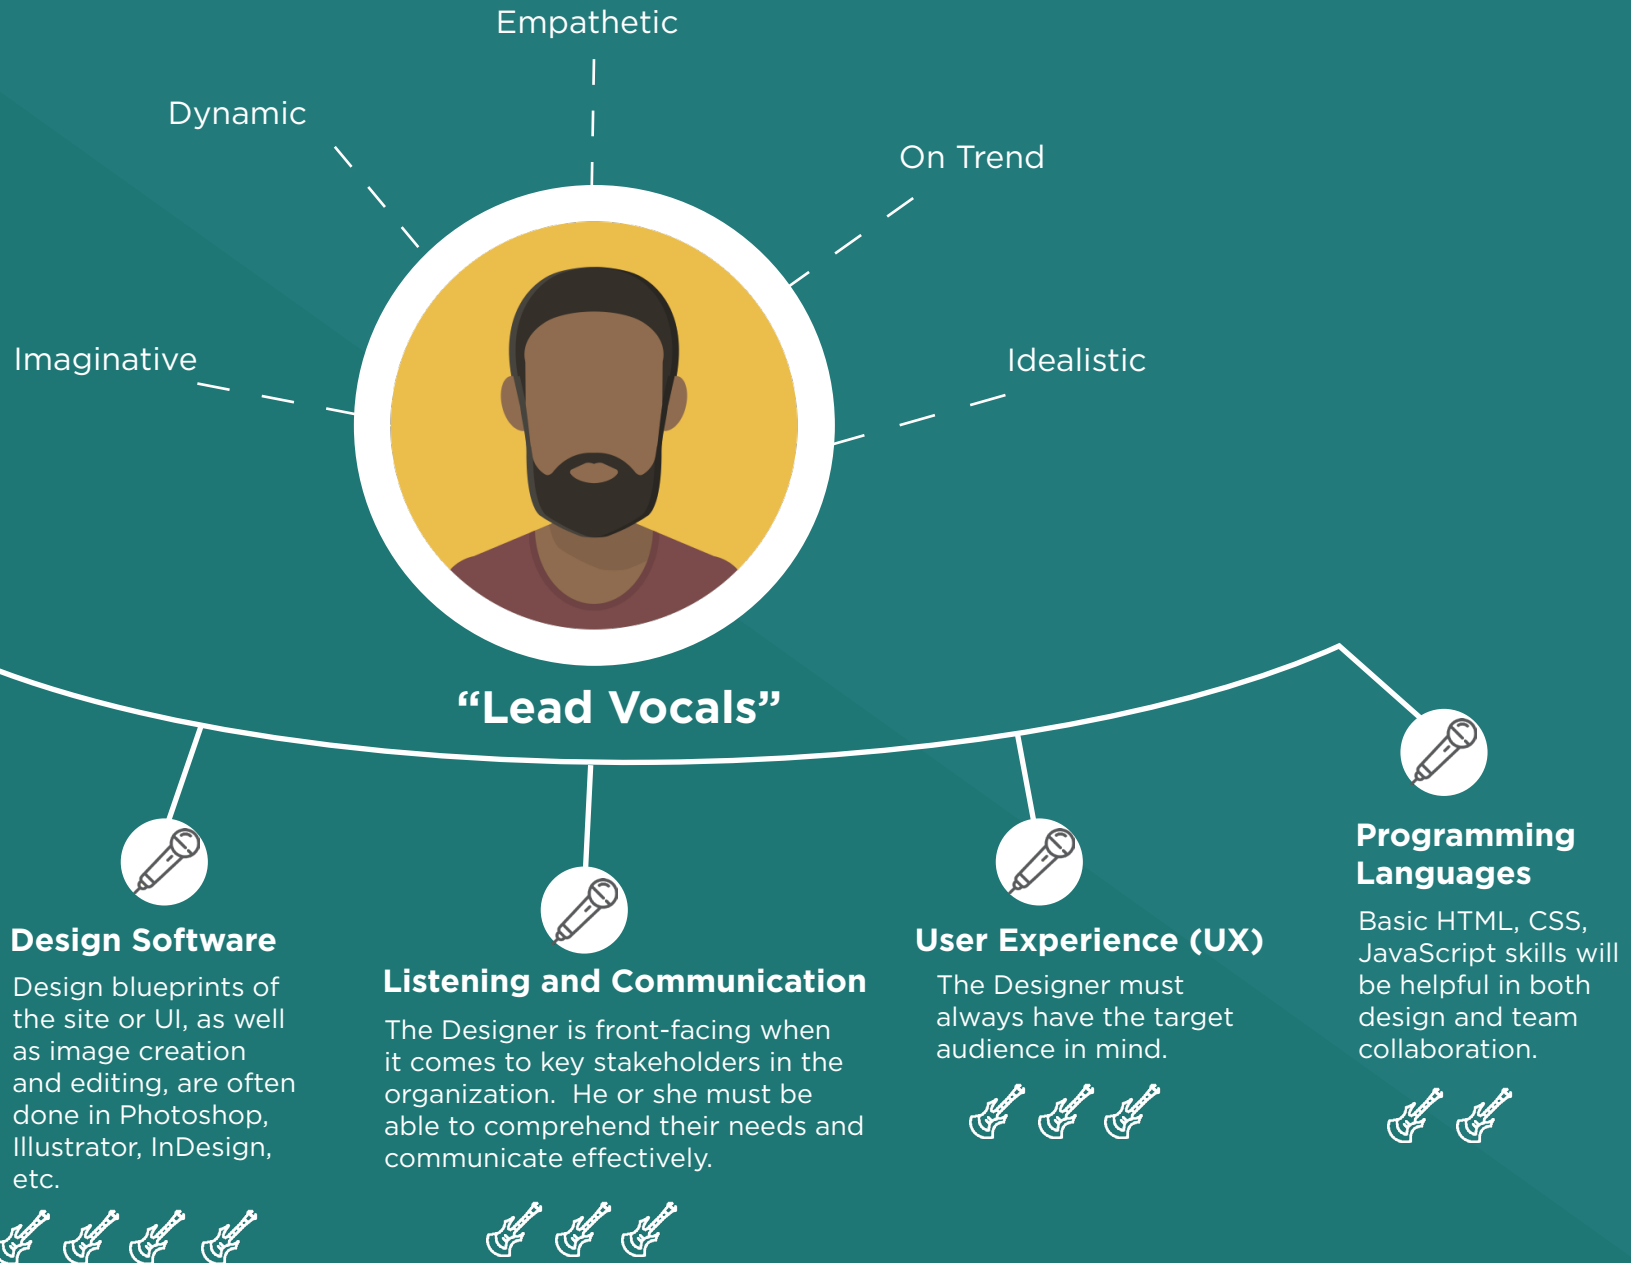 Empathetic
Dynamic
On Trend
Imaginative
Idealistic
“Lead Vocals”
Design Software
Design blueprints of
the site or UI, as well
as image creation
and editing, are often
done in Photoshop,
Illustrator, InDesign,
etc.
Listening and Communication
The Designer is front-facing when
it comes to key stakeholders in the
organization.  He or she must be
able to comprehend their needs and
communicate effectively.
User Experience (UX)
The Designer must
always have the target
audience in mind.
Programming
Languages
Basic HTML, CSS,
JavaScript skills will
be helpful in both
design and team
collaboration.